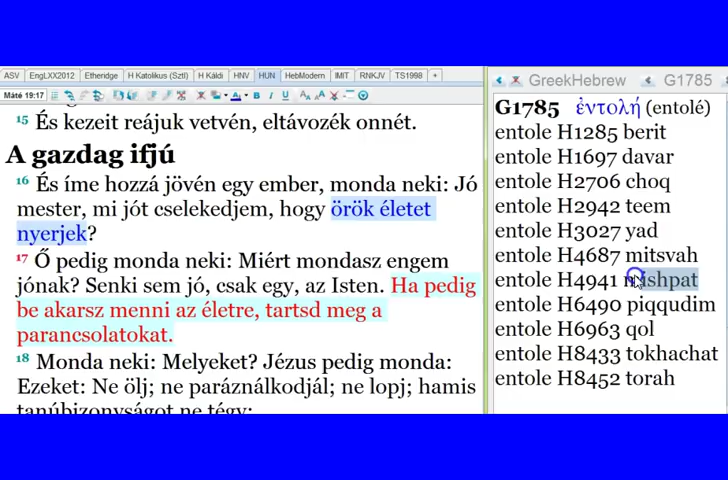 ASV EngLXX2012 Etheridge H Katolikus (SztI) H Káldi HNV HUN HebModern IMIT RNKJV TS1998 +
Máté 19:17
15 És kezeit reájuk vetvén, eltávozék onnét.
A gazdag ifjú
16 És íme hozzá jövén egy ember, monda neki: Jó
mester, mi jót cselekedjem, hogy örök életet
nyerjek?
17 Ő pedig monda neki: Miért mondasz engem
jónak? Senki sem jó, csak egy, az Isten. Ha pedig
be akarsz menni az életre, tartsd meg a
parancsolatokat.
18 Monda neki: Melyeket? Jézus pedig monda:
Ezeket: Ne ölj; ne paráználkodjál; ne lopj; hamis
tanúbizonyságot ne tégy;
GreekHebrew G1785
G1785 ἐντολή (entolé)
entole H1285 berit
entole H1697 davar
entole H2706 choq
entole H2942 teem
entole H3027 yad
entole H4687 mitsvah
entole H4941 mishpat
entole H6490 piqqudim
entole H6963 qol
entole H8433 tokhachat
entole H8452 torah